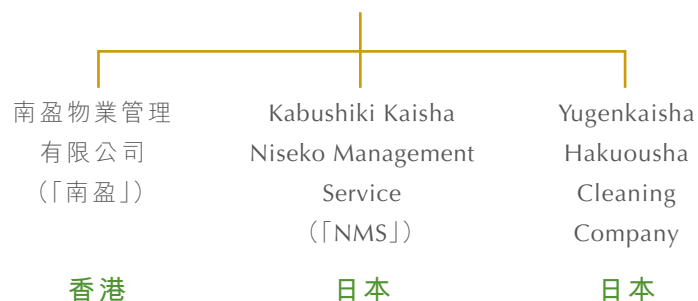 南盈物業管理
有限公司
(「南盈」)
Kabushiki Kaisha
Niseko Management
Service
(「NMS」)
Yugenkaisha
Hakuousha
Cleaning
Company
香港
日本
日本